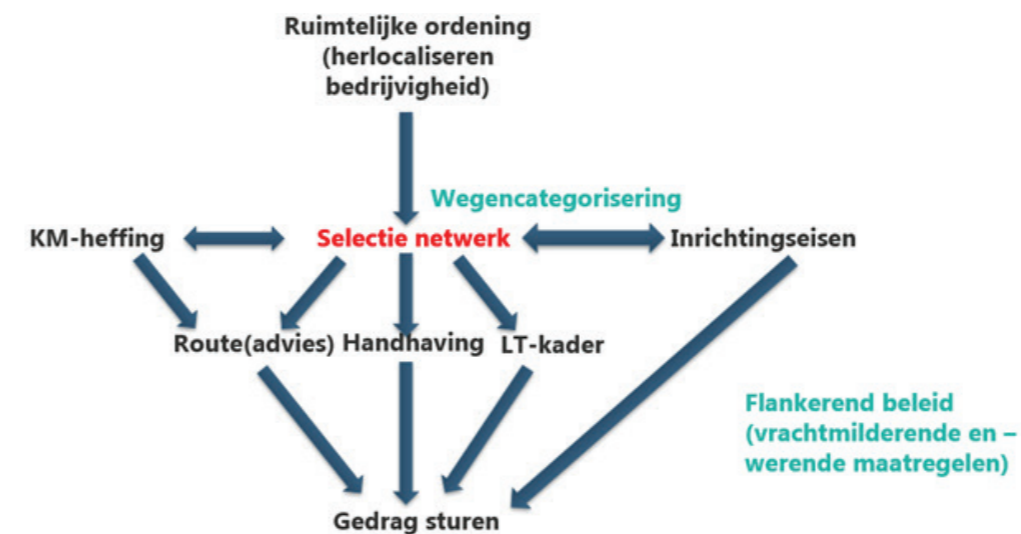 Ruimtelijke ordening
(herlocaliseren
bedrijvigheid)
Wegencategorisering
KM-heffing
Selectie netwerk
Inrichtingseisen
Route(advies)
Handhaving
LT-kader
Flankerend beleid
(vrachtmilderende en –
werende maatregelen)
Gedrag sturen